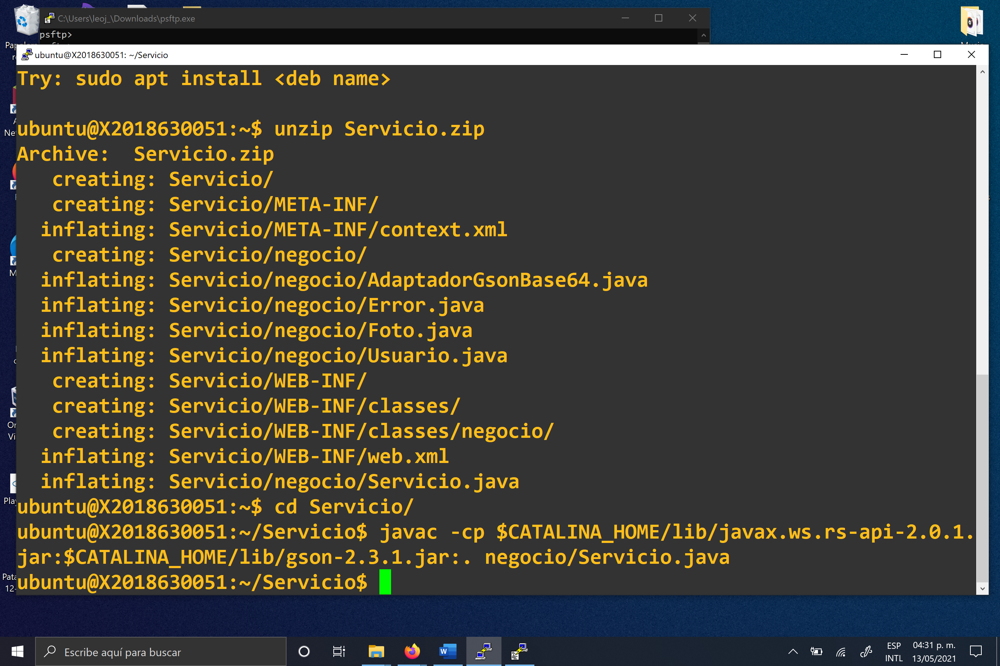 C:\Users\leoj_\Downloads\psftp.exe
psftp>
ubuntu@X2018630051: ~/Servicio
Try: sudo apt install <deb name>
ubuntu@X2018630051:~$ unzip Servicio.zip
Archive:  Servicio.zip
   creating: Servicio/
   creating: Servicio/META-INF/
  inflating: Servicio/META-INF/context.xml
   creating: Servicio/negocio/
  inflating: Servicio/negocio/AdaptadorGsonBase64.java
  inflating: Servicio/negocio/Error.java
  inflating: Servicio/negocio/Foto.java
  inflating: Servicio/negocio/Usuario.java
   creating: Servicio/WEB-INF/
   creating: Servicio/WEB-INF/classes/
   creating: Servicio/WEB-INF/classes/negocio/
  inflating: Servicio/WEB-INF/web.xml
  inflating: Servicio/negocio/Servicio.java
ubuntu@X2018630051:~$ cd Servicio/
ubuntu@X2018630051:~/Servicio$ javac -cp $CATALINA_HOME/lib/javax.ws.rs-api-2.0.1.
jar:$CATALINA_HOME/lib/gson-2.3.1.jar:. negocio/Servicio.java
ubuntu@X2018630051:~/Servicio$
Escribe aquí para buscar
ESP
INTL
04:31 p. m.
13/05/2021